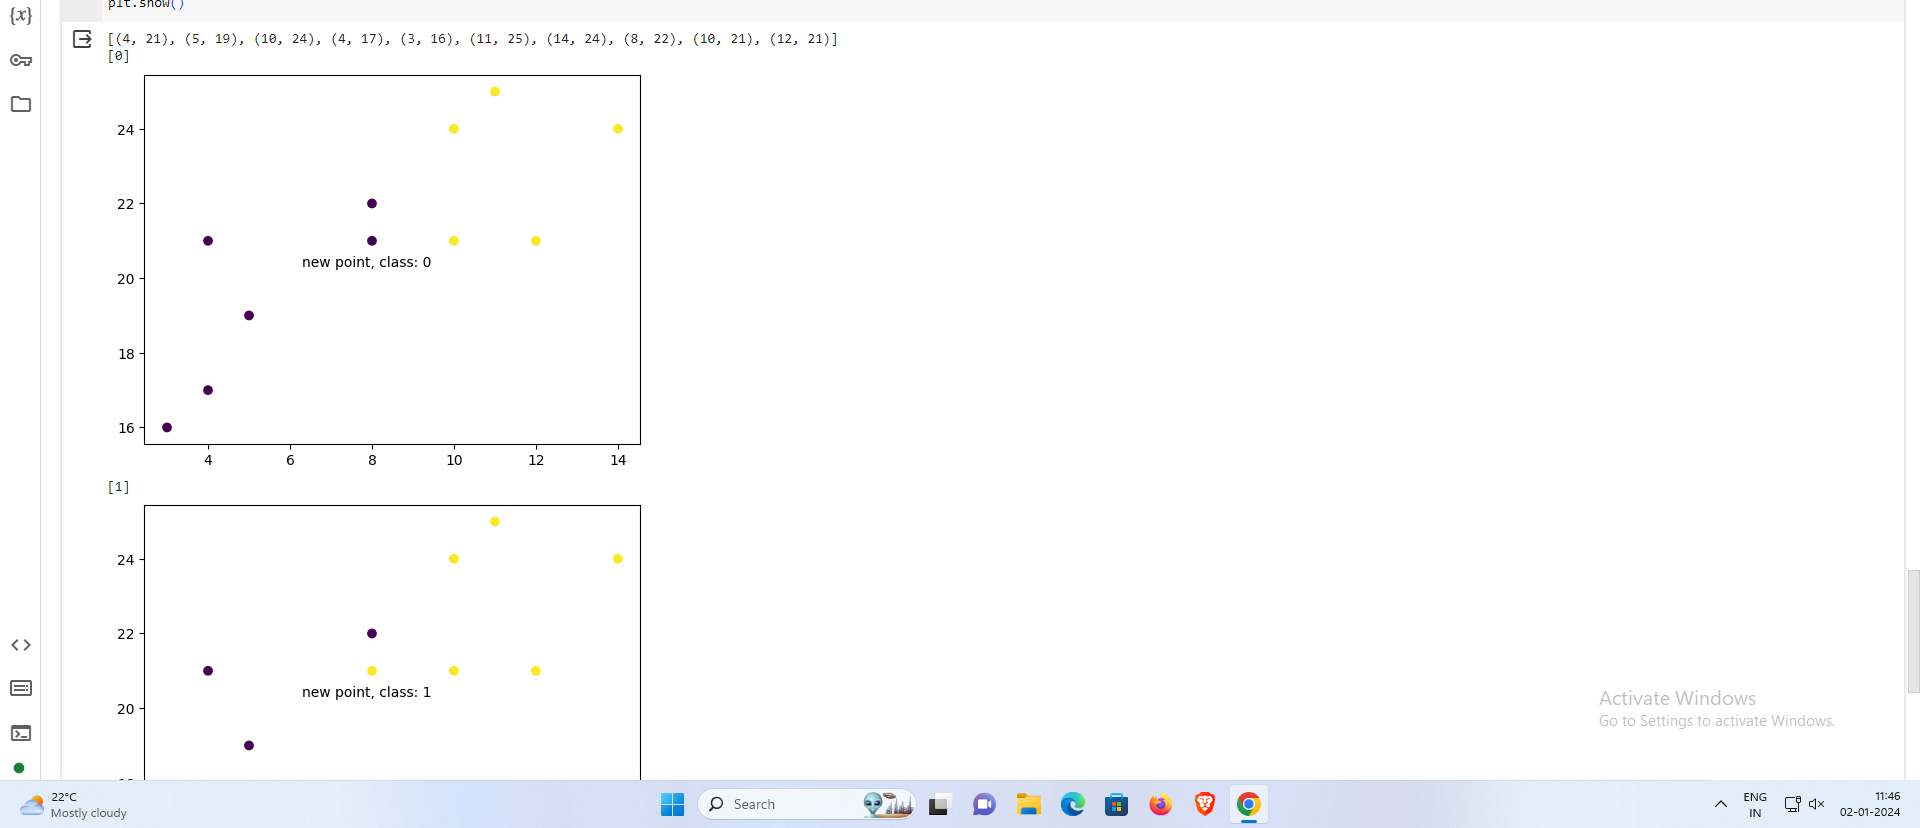 {x}
plt.show()
[(4, 21), (5, 19), (10, 24), (4, 17), (3, 16), (11, 25), (14, 24), (8, 22), (10, 21), (12, 21)]
[0]
24
22
20
18
16
new point, class: 0
4 6 8 10 12 14
[1]
24
22
20
new point, class: 1
Activate Windows
Go to Settings to activate Windows.
22°C
Mostly cloudy
Search
ENG
IN
11:46
02-01-2024